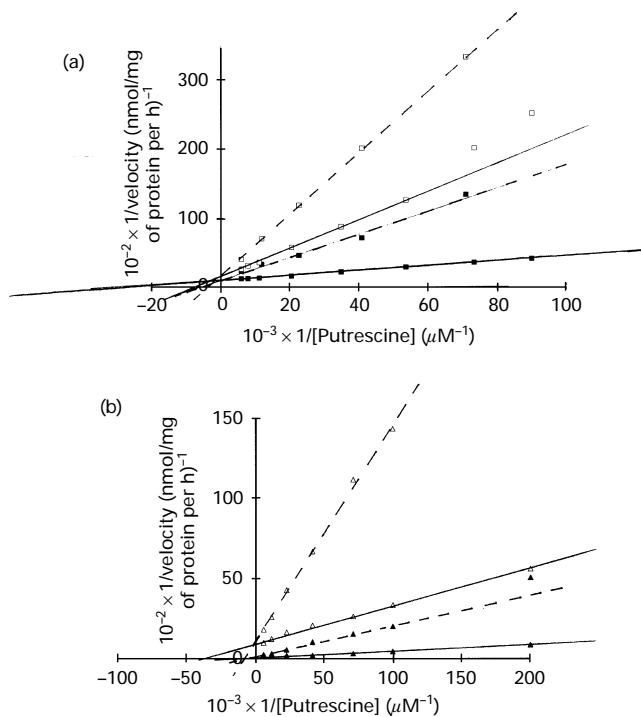 (a)
10⁻² × 1/velocity (nmol/mg
of protein per h)⁻¹
300
200
100
0
−20 0 20 40 60 80 100
10⁻³ × 1/[Putrescine] (μM⁻¹)
(b)
10⁻² × 1/velocity (nmol/mg
of protein per h)⁻¹
150
100
50
0
−100 −50 0 50 100 150 200
10⁻³ × 1/[Putrescine] (μM⁻¹)